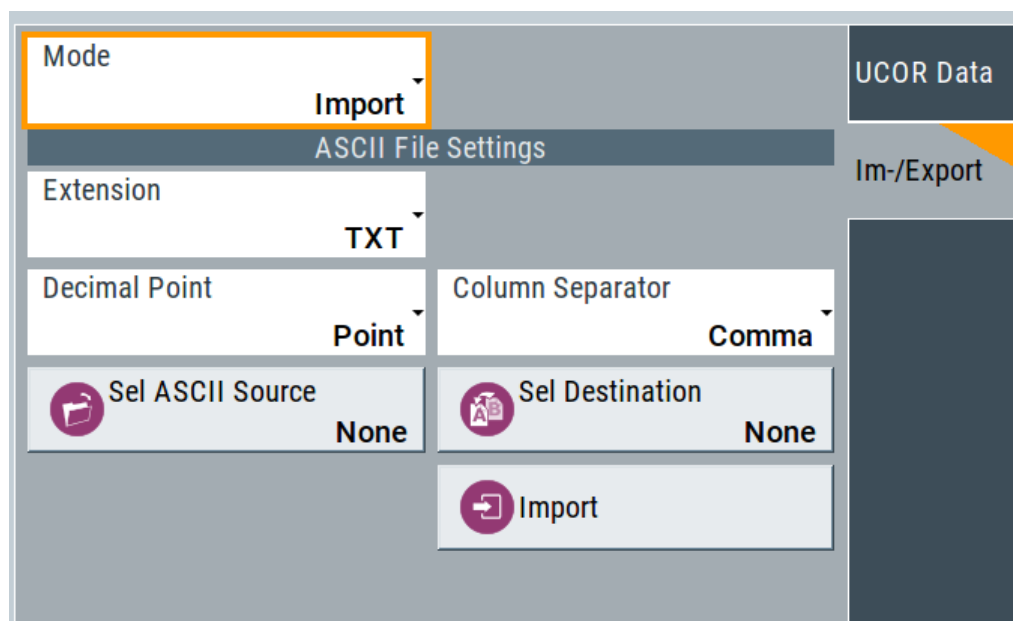 Mode
Import
UCOR Data
ASCII File Settings
Im-/Export
Extension
TXT
Decimal Point
Point
Column Separator
Comma
Sel ASCII Source
None
Sel Destination
None
Import